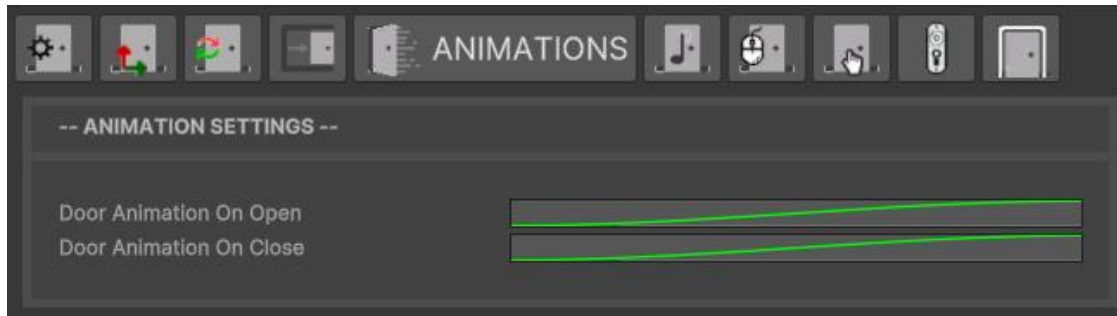 ANIMATIONS
-- ANIMATION SETTINGS --
Door Animation On Open
Door Animation On Close